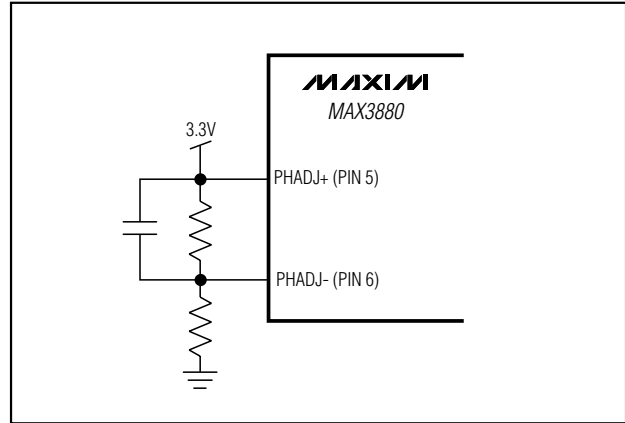 MAXIM
MAX3880
3.3V
PHADJ+ (PIN 5)
PHADJ- (PIN 6)